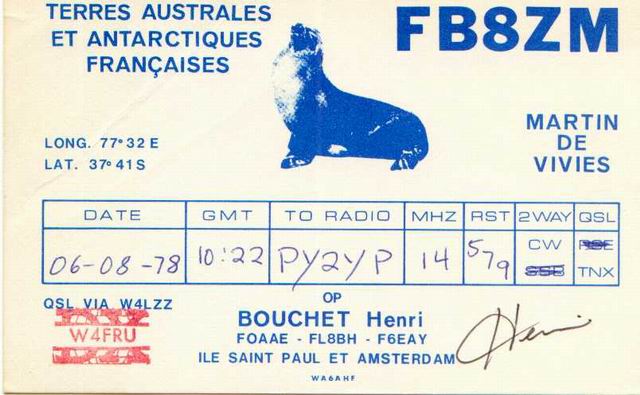 TERRES AUSTRALES
ET ANTARCTIQUES
FRANÇAISES
FB8ZM
LONG. 77° 32 E
LAT. 37° 41 S
MARTIN
DE
VIVIES
DATE GMT TO RADIO MHZ RST 2WAY QSL
06-08-78 10:22 PY2YP 14 579 CW PSE
SSB TNX
QSL VIA W4LZZ
W4FRU
OP
BOUCHET Henri
FOAAE - FL8BH - F6EAY
ILE SAINT PAUL ET AMSTERDAM
Henri
WA6AHF